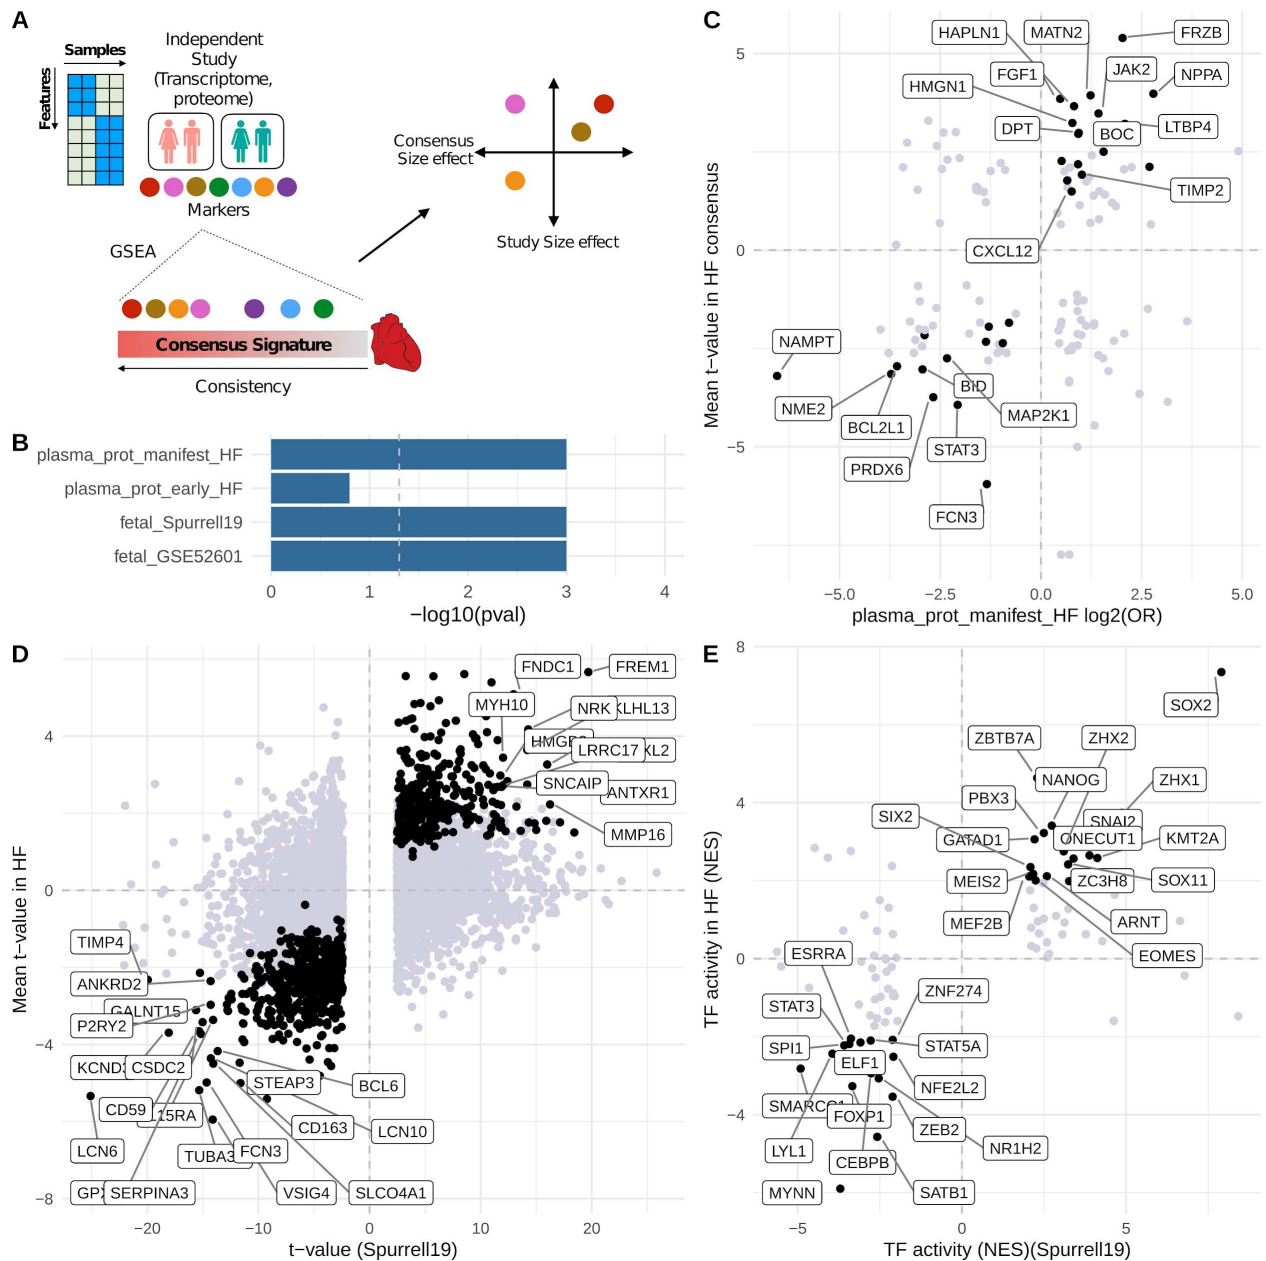 A
Samples
Features
Independent
Study
(Transcriptome,
proteome)
Markers
GSEA
Consensus Signature
Consistency
Consensus
Size effect
Study Size effect
B
plasma_prot_manifest_HF
plasma_prot_early_HF
fetal_Spurrell19
fetal_GSE52601
0 1 2 3 4
−log10(pval)
C
Mean t−value in HF consensus
5
0
−5
HAPLN1
MATN2
FRZB
FGF1
JAK2
NPPA
HMGN1
DPT
BOC
LTBP4
TIMP2
CXCL12
NAMPT
NME2
BID
BCL2L1
MAP2K1
STAT3
PRDX6
FCN3
−5.0 −2.5 0.0 2.5 5.0
plasma_prot_manifest_HF log2(OR)
D
Mean t−value in HF
4
0
−4
−8
FNDC1
FREM1
MYH10
NRK
KLHL13
LRRC17
XL2
SNCAIP
ANTXR1
MMP16
TIMP4
ANKRD2
GALNT15
P2RY2
CSDC2
STEAP3
BCL6
CD59
CD163
LCN10
LCN6
FCN3
SERPINA3
VSIG4
SLCO4A1
−20 −10 0 10 20
t−value (Spurrell19)
E
TF activity in HF (NES)
8
4
0
−4
SOX2
ZBTB7A
ZHX2
NANOG
ZHX1
PBX3
SIX2
SNAI2
GATAD1
ONECUT1
KMT2A
MEIS2
ZC3H8
SOX11
MEF2B
ARNT
EOMES
ESRRA
ZNF274
STAT3
SPI1
STAT5A
ELF1
NFE2L2
FOXP1
ZEB2
LYL1
NR1H2
CEBPB
MYNN
SATB1
−5 0 5
TF activity (NES)(Spurrell19)